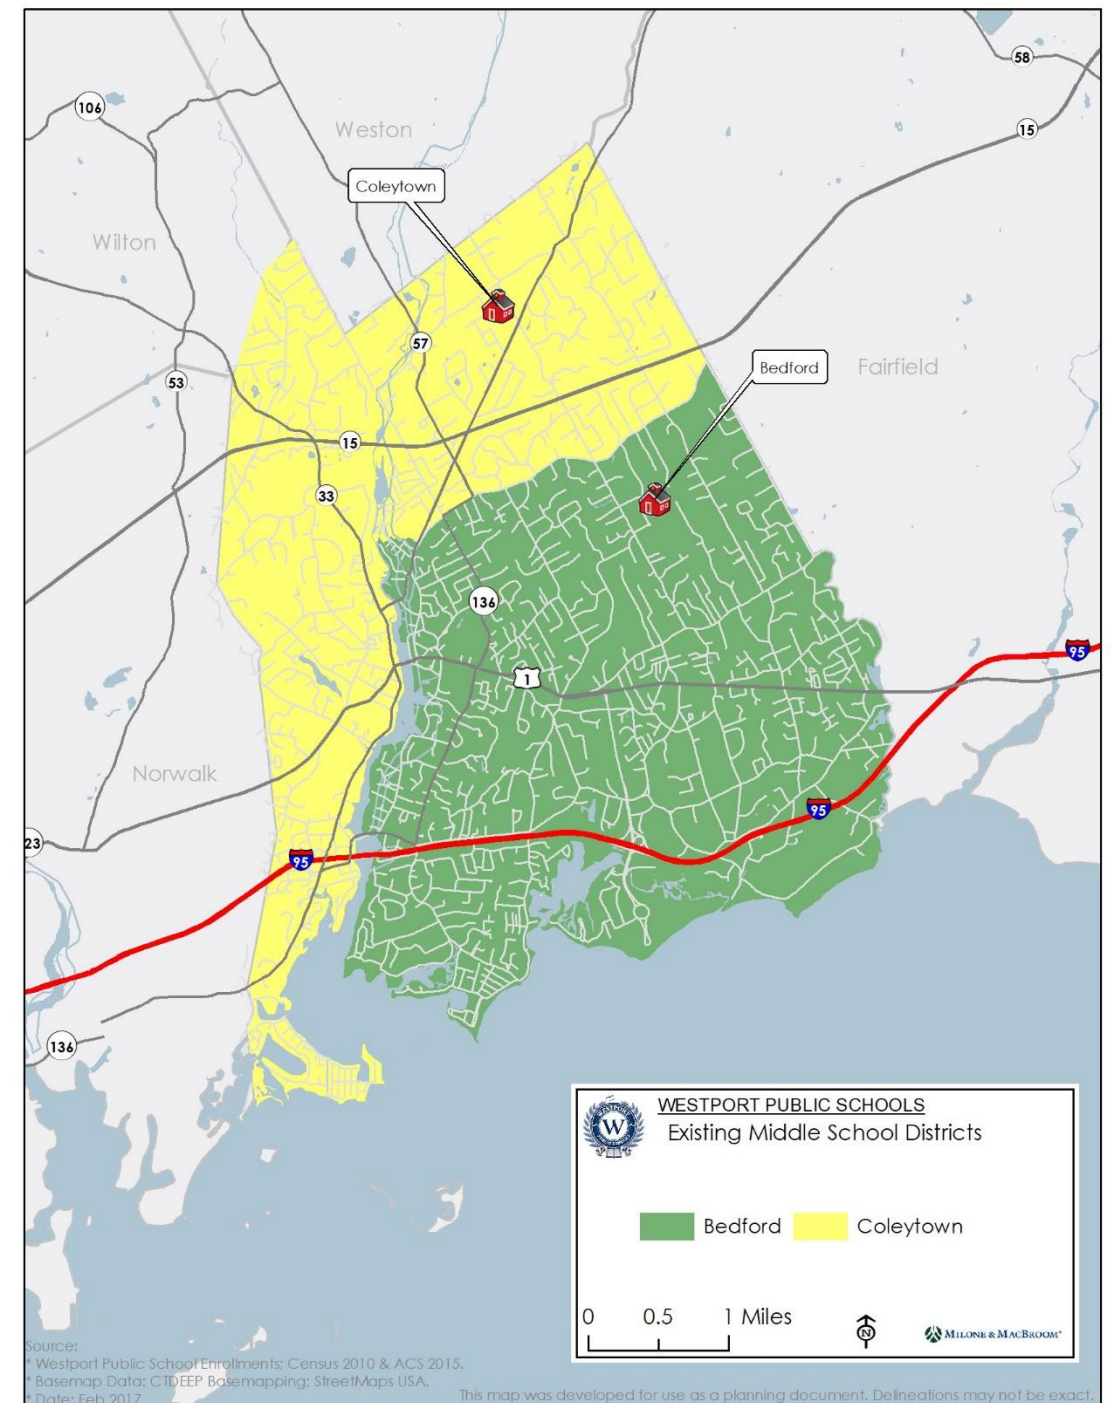 58
106
15
Weston
Coleytown
Wilton
57
Bedford
Fairfield
53
15
33
136
95
1
Norwalk
95
23
95
136
WESTPORT PUBLIC SCHOOLS
Existing Middle School Districts
WESTPORT
W
Bedford
Coleytown
0 0.5 1 Miles
N
MILONE & MACBROOM
Source:
* Westport Public School Enrollments; Census 2010 & ACS 2015.
* Basemap Data: CTDEEP Basemapping; StreetMaps USA.
* Date: Feb 2017
This map was developed for use as a planning document. Delineations may not be exact.